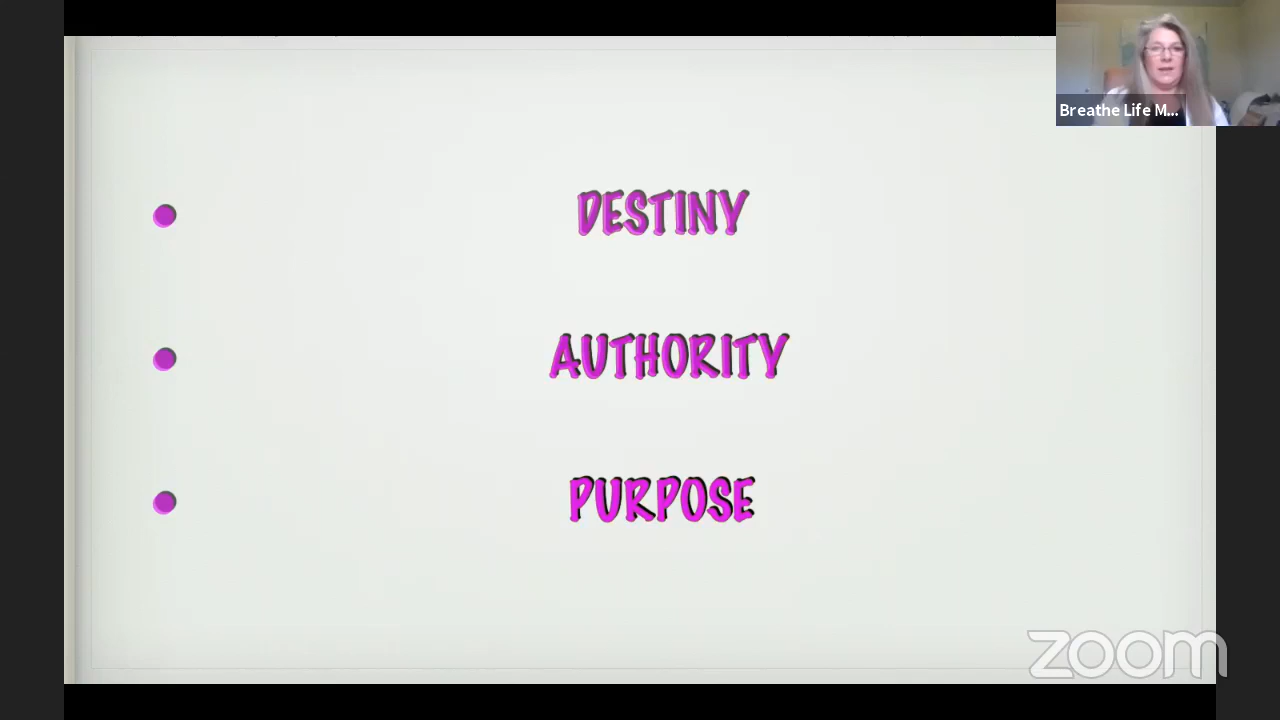 Breathe Life M...
DESTINY
AUTHORITY
PURPOSE
zoom